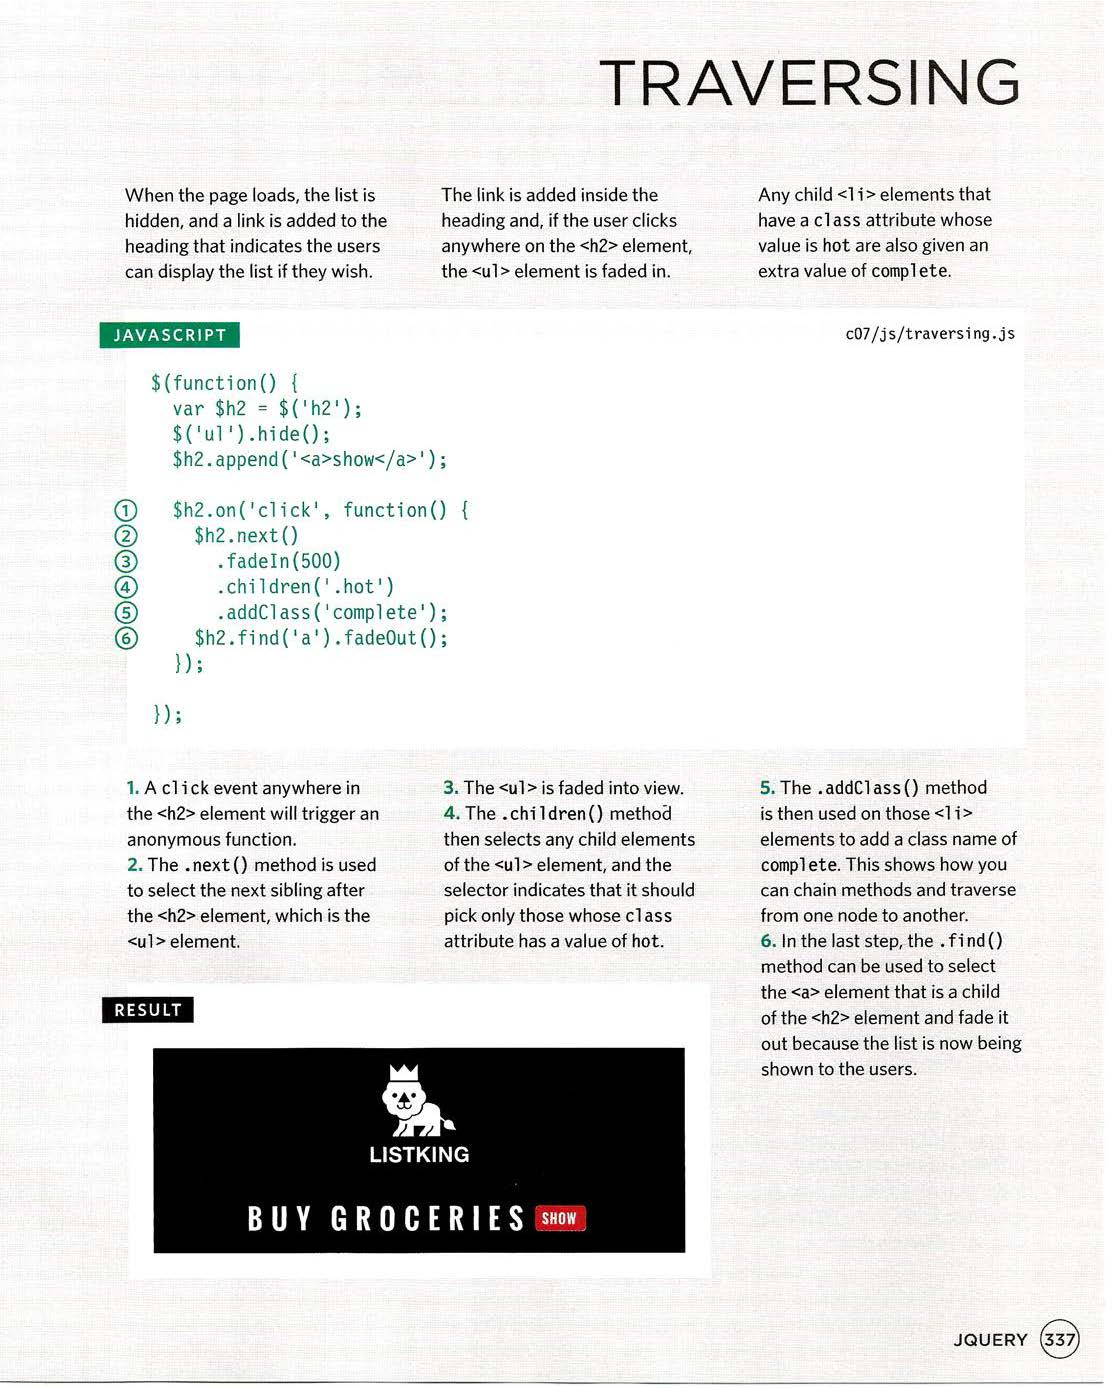 TRAVERSING
When the page loads, the list is
hidden, and a link is added to the
heading that indicates the users
can display the list if they wish.
The link is added inside the
heading and, if the user clicks
anywhere on the <h2> element,
the <ul> element is faded in.
Any child <li> elements that
have a class attribute whose
value is hot are also given an
extra value of complete.
JAVASCRIPT
c07/js/traversing.js
$(function() {
var $h2 = $('h2');
$('ul').hide();
$h2.append('<a>show</a>');
① $h2.on('click', function() {
② $h2.next()
③ .fadeIn(500)
④ .children('.hot')
⑤ .addClass('complete');
⑥ $h2.find('a').fadeOut();
});
});
1. A click event anywhere in
the <h2> element will trigger an
anonymous function.
2. The .next() method is used
to select the next sibling after
the <h2> element, which is the
<ul> element.
3. The <ul> is faded into view.
4. The .children() method
then selects any child elements
of the <ul> element, and the
selector indicates that it should
pick only those whose class
attribute has a value of hot.
5. The .addClass() method
is then used on those <li>
elements to add a class name of
complete. This shows how you
can chain methods and traverse
from one node to another.
6. In the last step, the .find()
method can be used to select
the <a> element that is a child
of the <h2> element and fade it
out because the list is now being
shown to the users.
RESULT
LISTKING
BUY GROCERIES SHOW
JQUERY 337